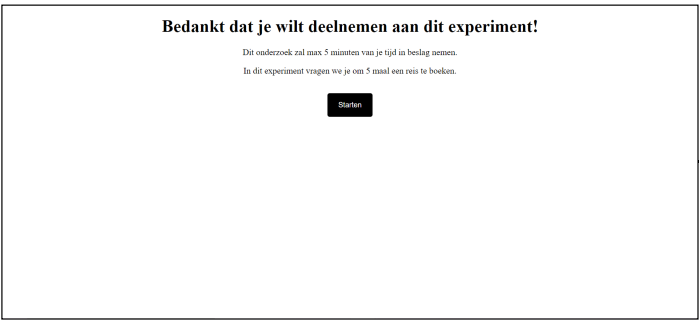 Bedankt dat je wilt deelnemen aan dit experiment!
Dit onderzoek zal max 5 minuten van je tijd in beslag nemen.
In dit experiment vragen we je om 5 maal een reis te boeken.
Starten